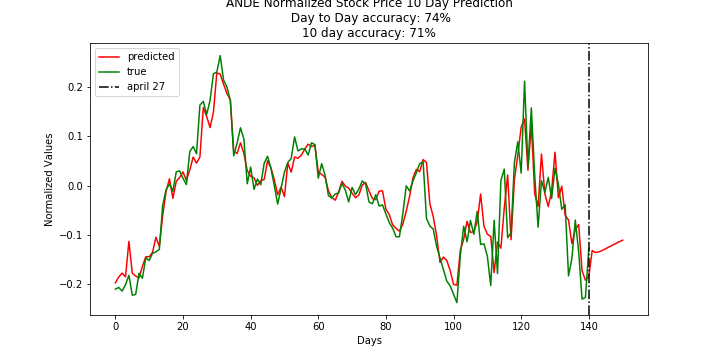 ANDE Normalized Stock Price 10 Day Prediction
Day to Day accuracy: 74%
10 day accuracy: 71%
predicted
true
april 27
Normalized Values
0.2
0.1
0.0
−0.1
−0.2
0
20
40
60
80
100
120
140
Days